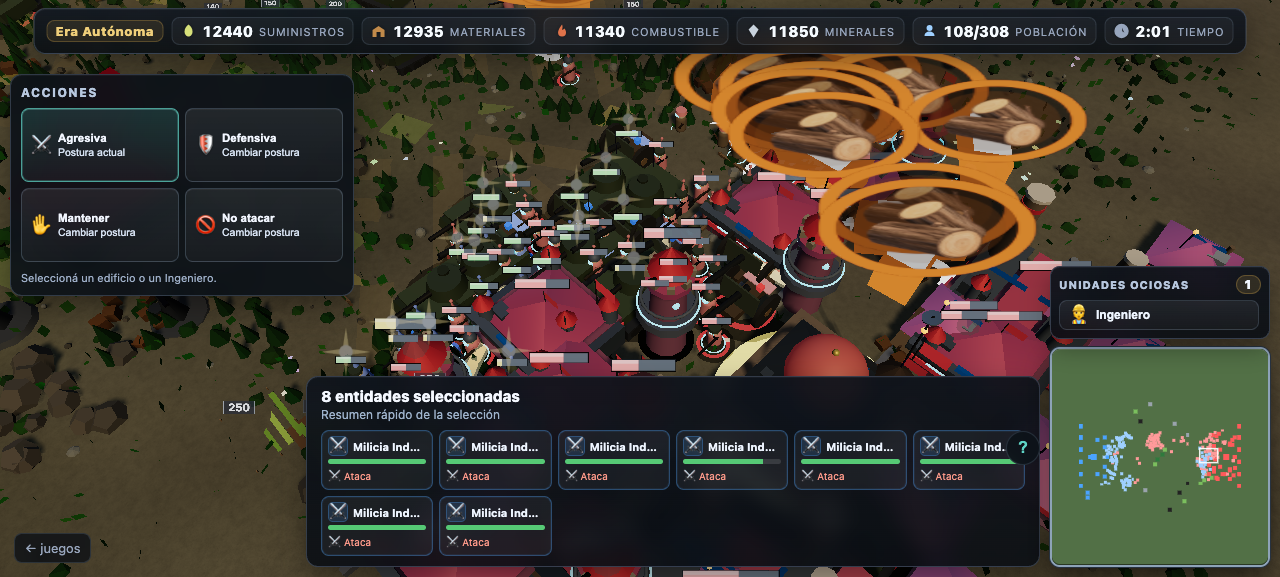 140
150
200
150
Era Autónoma
12440 SUMINISTROS
12935 MATERIALES
11340 COMBUSTIBLE
11850 MINERALES
108/308 POBLACIÓN
2:01 TIEMPO
ACCIONES
Agresiva
Postura actual
Defensiva
Cambiar postura
Mantener
Cambiar postura
No atacar
Cambiar postura
Seleccioná un edificio o un Ingeniero.
UNIDADES OCIOSAS 1
Ingeniero
250
8 entidades seleccionadas
Resumen rápido de la selección
Milicia Ind...
Ataca
Milicia Ind...
Ataca
Milicia Ind...
Ataca
Milicia Ind...
Ataca
Milicia Ind...
Ataca
Milicia Ind...
Ataca
?
Milicia Ind...
Ataca
Milicia Ind...
Ataca
← juegos